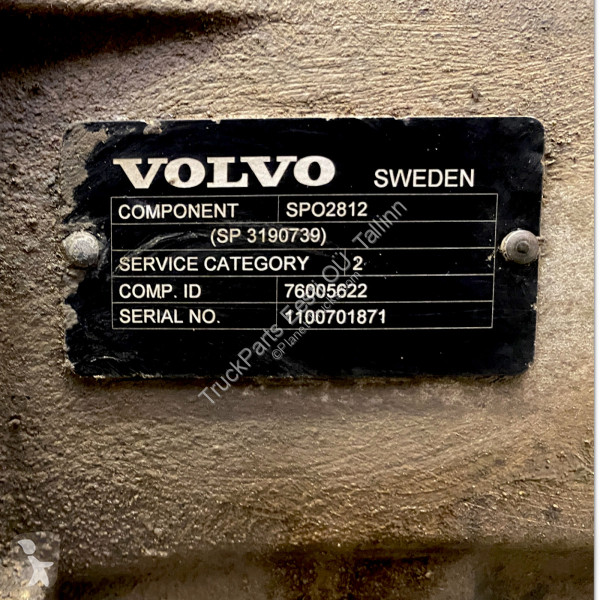 VOLVO SWEDEN
COMPONENT SPO2812
(SP 3190739)
SERVICE CATEGORY 2
COMP. ID 76005622
SERIAL NO. 1100701871
TruckParts Eesti OÜ, Tallinn